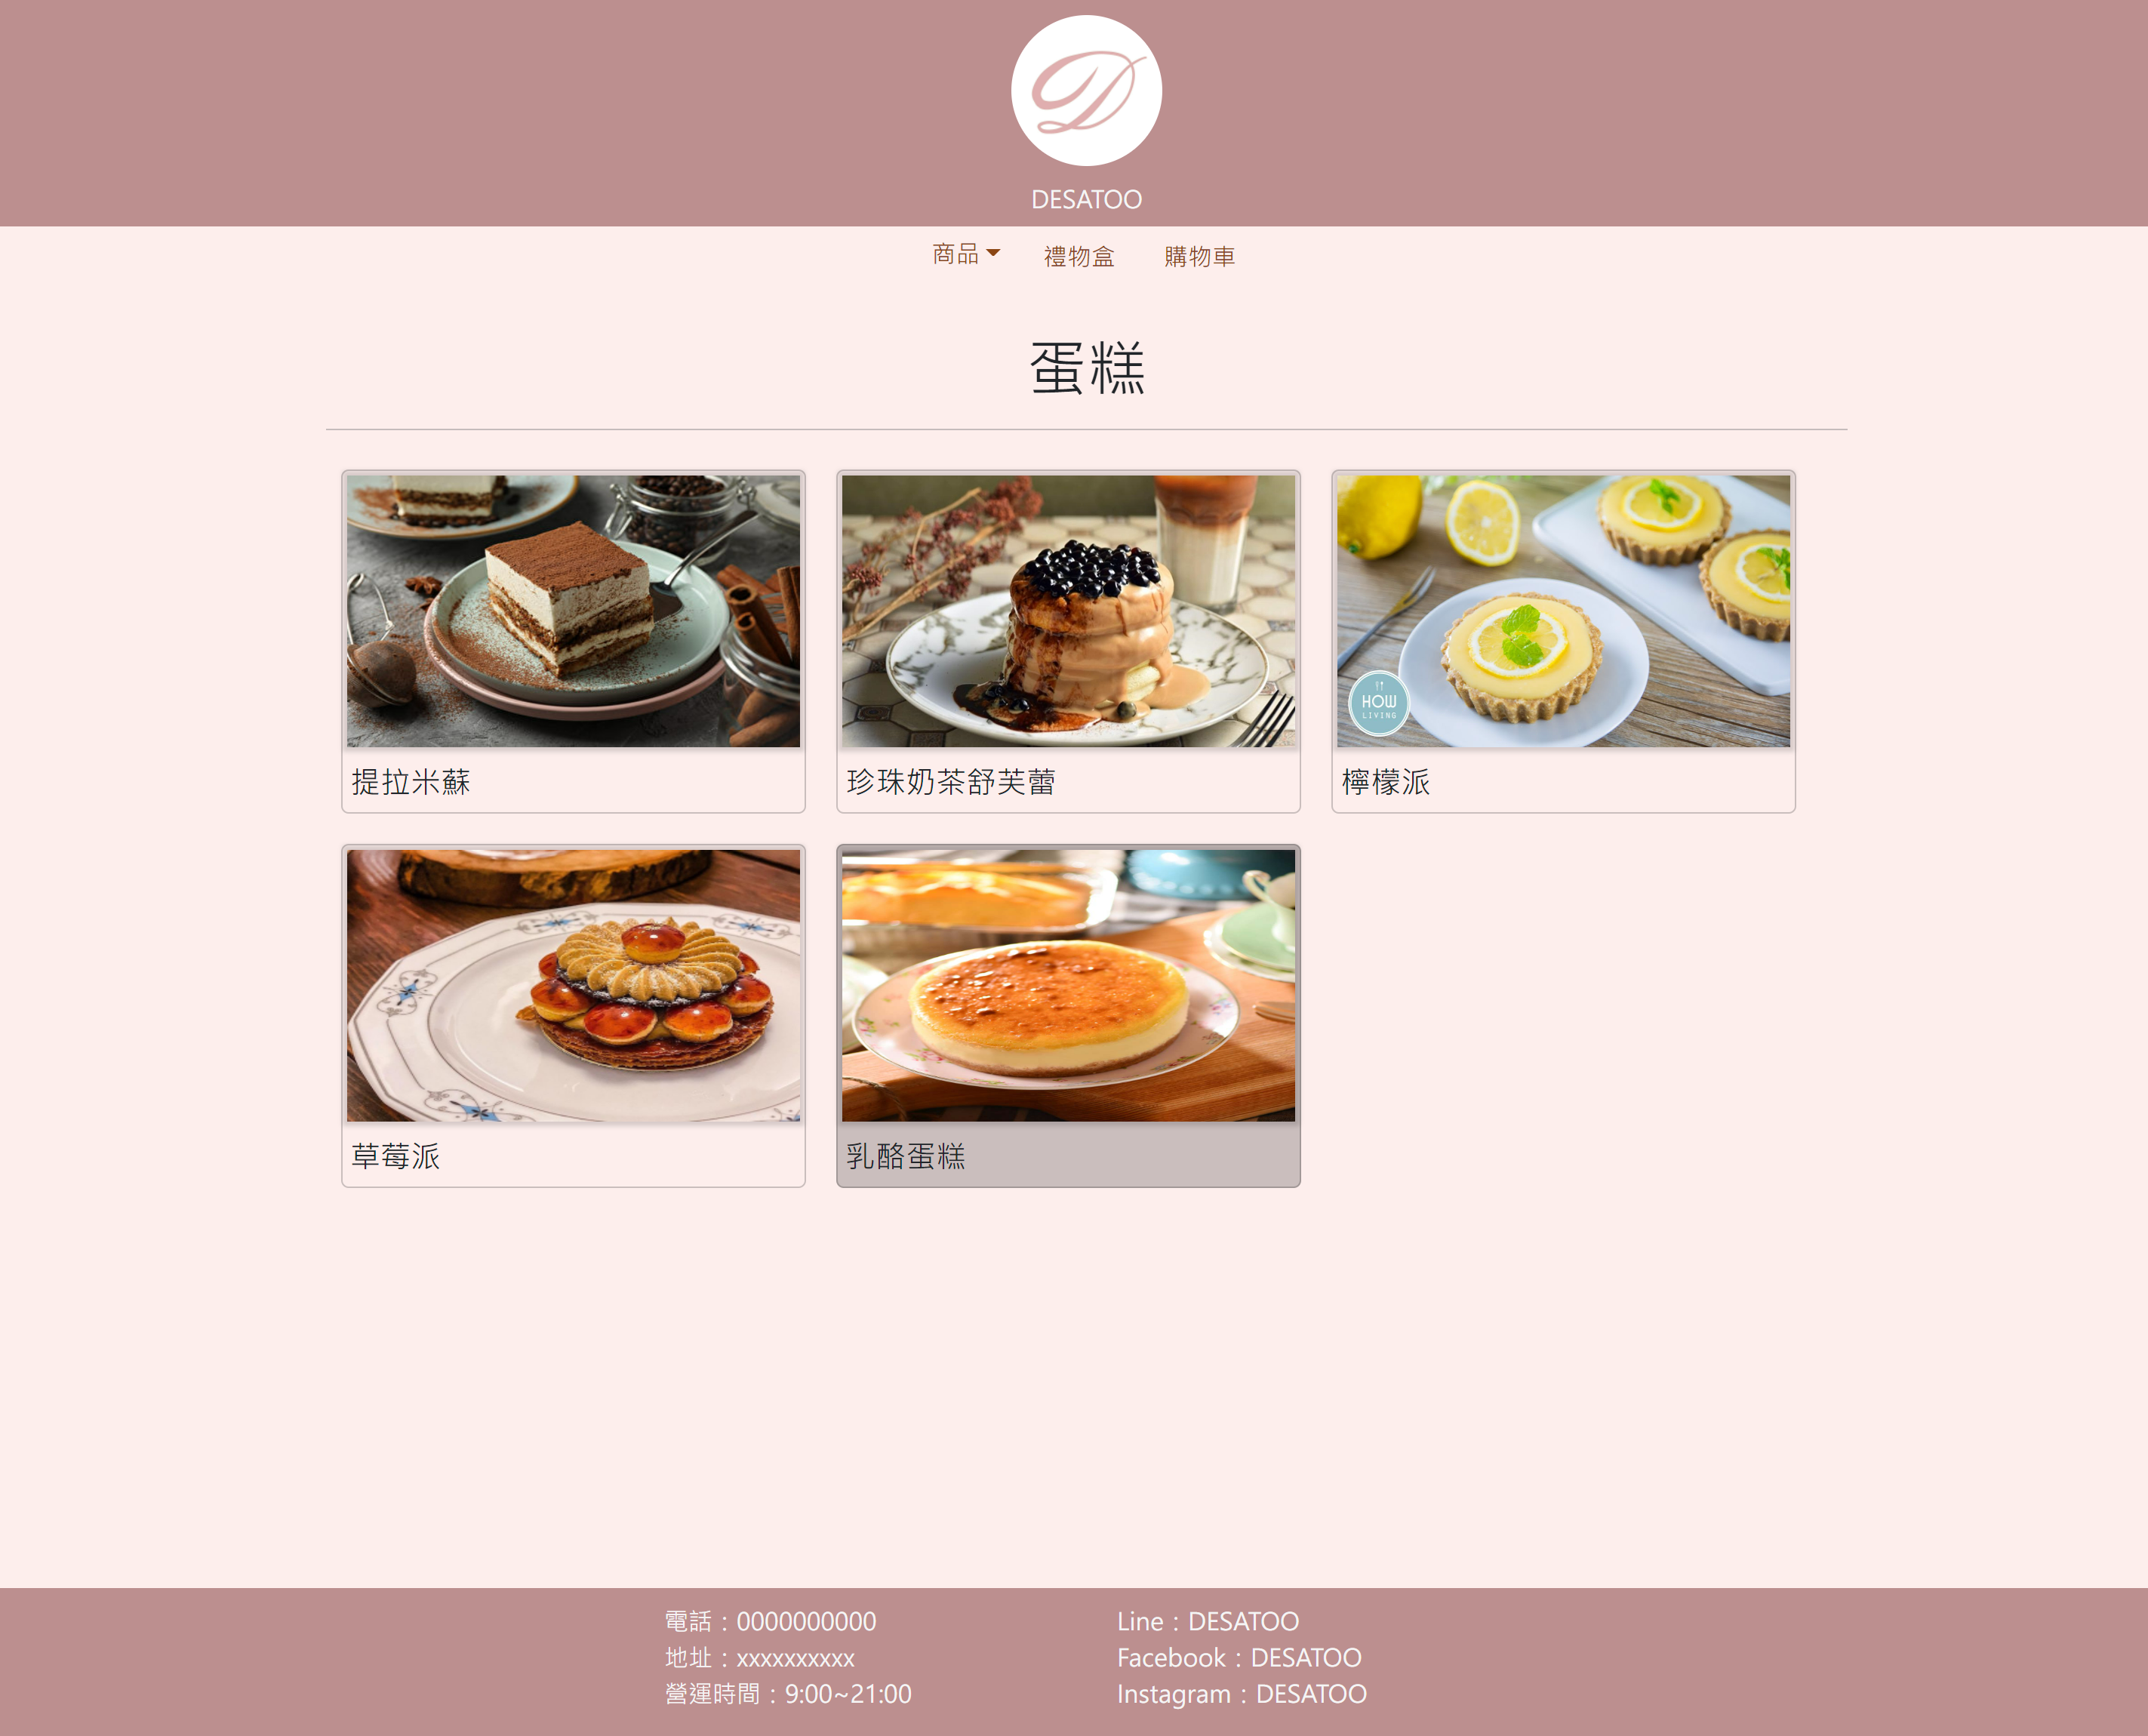 D
DESATOO
商品
禮物盒
購物車
蛋糕
提拉米蘇
珍珠奶茶舒芙蕾
檸檬派
HOW
LIVING
草莓派
乳酪蛋糕
電話：0000000000
地址：xxxxxxxxxx
營運時間：9:00~21:00
Line：DESATOO
Facebook：DESATOO
Instagram：DESATOO